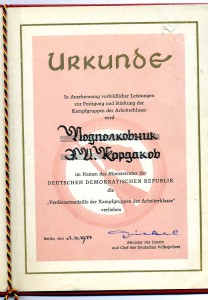 URKUNDE
In Anerkennung vorbildlicher Leistungen
zur Festigung und Stärkung der
Kampfgruppen der Arbeiterklasse
wird
Подполковник
Э.И. Кордаков
im Namen des Ministerrates der
DEUTSCHEN DEMOKRATISCHEN REPUBLIK
die
„Verdienstmedaille der Kampfgruppen der Arbeiterklasse“
verliehen
Berlin, den
Minister des Innern
und Chef der Deutschen Volkspolizei